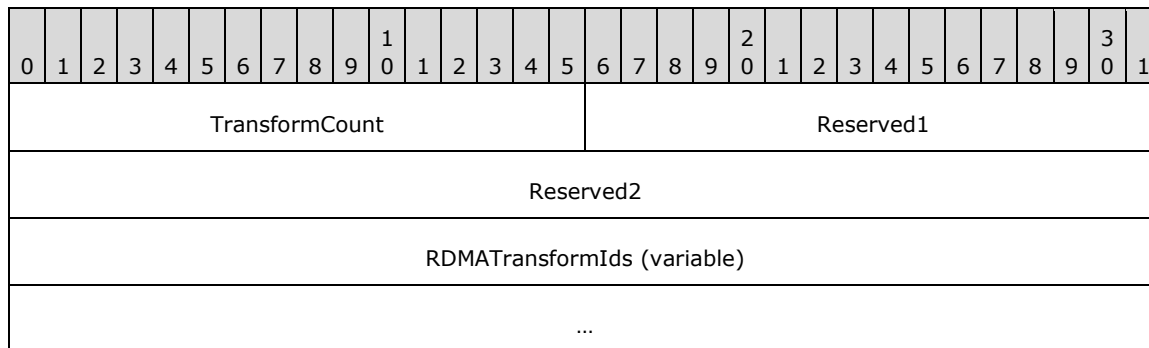 1 2 3
0 1 2 3 4 5 6 7 8 9 0 1 2 3 4 5 6 7 8 9 0 1 2 3 4 5 6 7 8 9 0 1
TransformCount Reserved1
Reserved2
RDMATransformIds (variable)
...